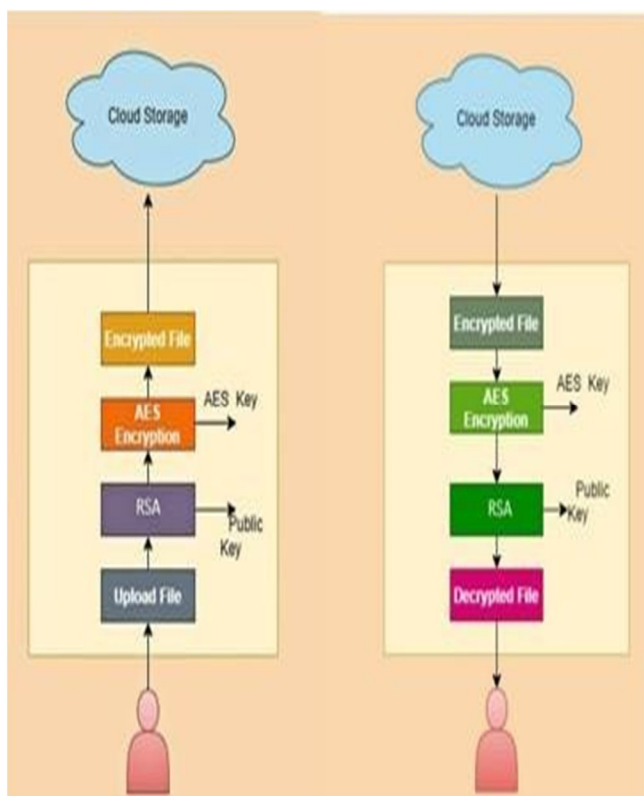 Cloud Storage
Encrypted File
AES
Encryption
AES Key
RSA
Public
Key
Upload File
Cloud Storage
Encrypted File
AES
Encryption
AES Key
RSA
Public
Key
Decrypted File